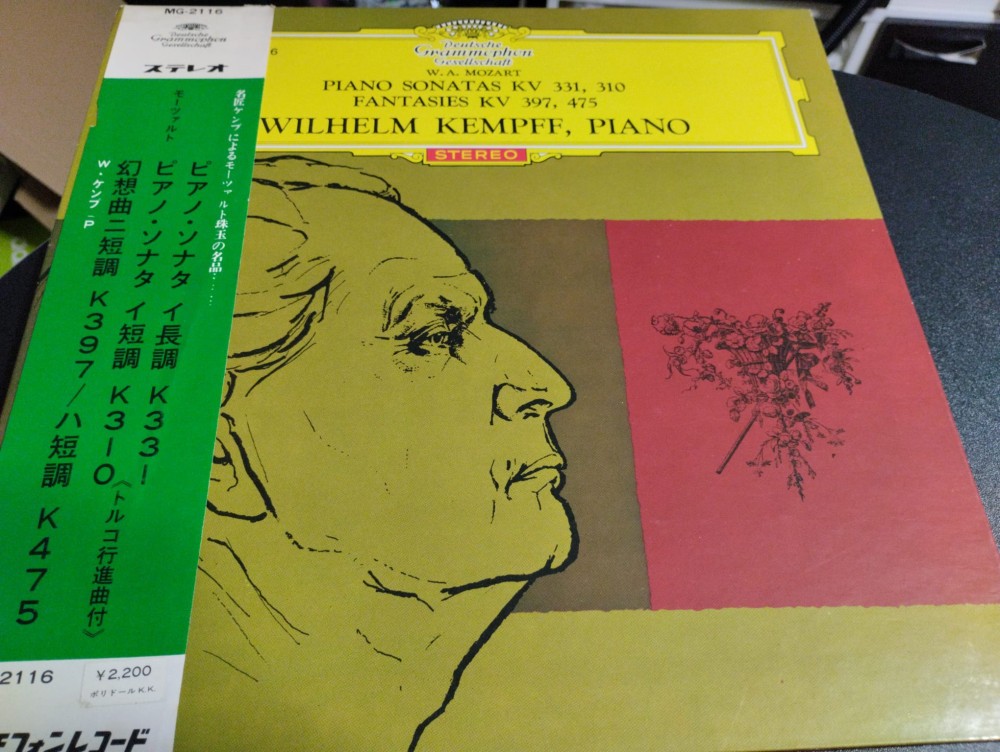 MG-2116
Deutsche
Grammophon
Gesellschaft
ステレオ
名匠ケンプによるモーツァルト珠玉の名品……
モーツァルト
ピアノ・ソナタ イ長調 K331
《トルコ行進曲付》
ピアノ・ソナタ イ短調 K310
幻想曲ニ短調 K397/ハ短調 K475
W・ケンプ-P
2116
¥2,200
ポリドールK.K.
フォンレコード
6
Deutsche
Grammophon
Gesellschaft
W. A. MOZART
PIANO SONATAS KV 331, 310
FANTASIES KV 397, 475
WILHELM KEMPFF, PIANO
STEREO